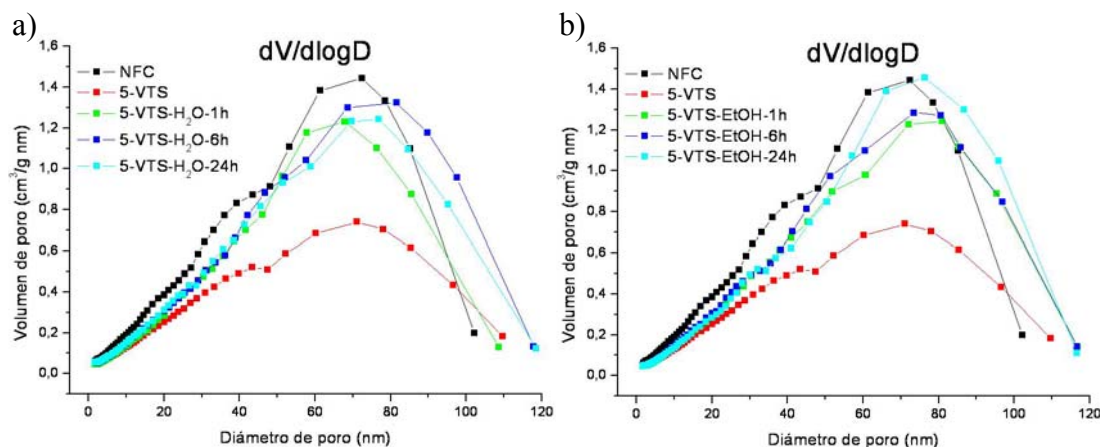 a)
dV/dlogD
NFC
5-VTS
5-VTS-H₂O-1h
5-VTS-H₂O-6h
5-VTS-H₂O-24h
Volumen de poro (cm³/g nm)
1,6
1,4
1,2
1,0
0,8
0,6
0,4
0,2
0,0
0 20 40 60 80 100 120
Diámetro de poro (nm)
b)
dV/dlogD
NFC
5-VTS
5-VTS-EtOH-1h
5-VTS-EtOH-6h
5-VTS-EtOH-24h
Volumen de poro (cm³/g nm)
1,6
1,4
1,2
1,0
0,8
0,6
0,4
0,2
0,0
0 20 40 60 80 100 120
Diámetro de poro (nm)